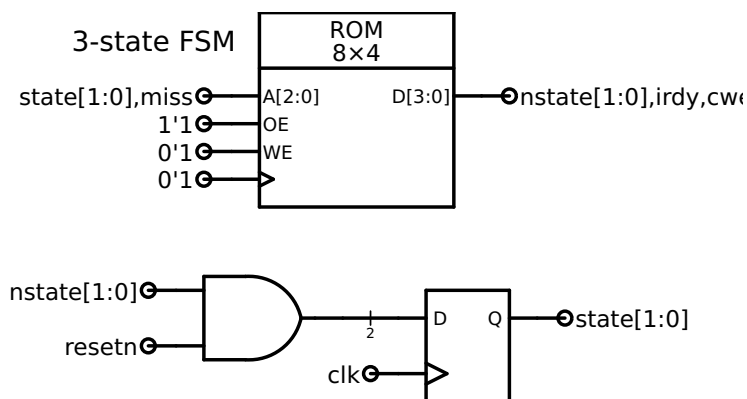 3-state FSM
ROM
8×4
state[1:0],miss
A[2:0]
D[3:0]
nstate[1:0],irdy,cwe
1'1
OE
0'1
WE
0'1
nstate[1:0]
resetn
2
D
Q
state[1:0]
clk